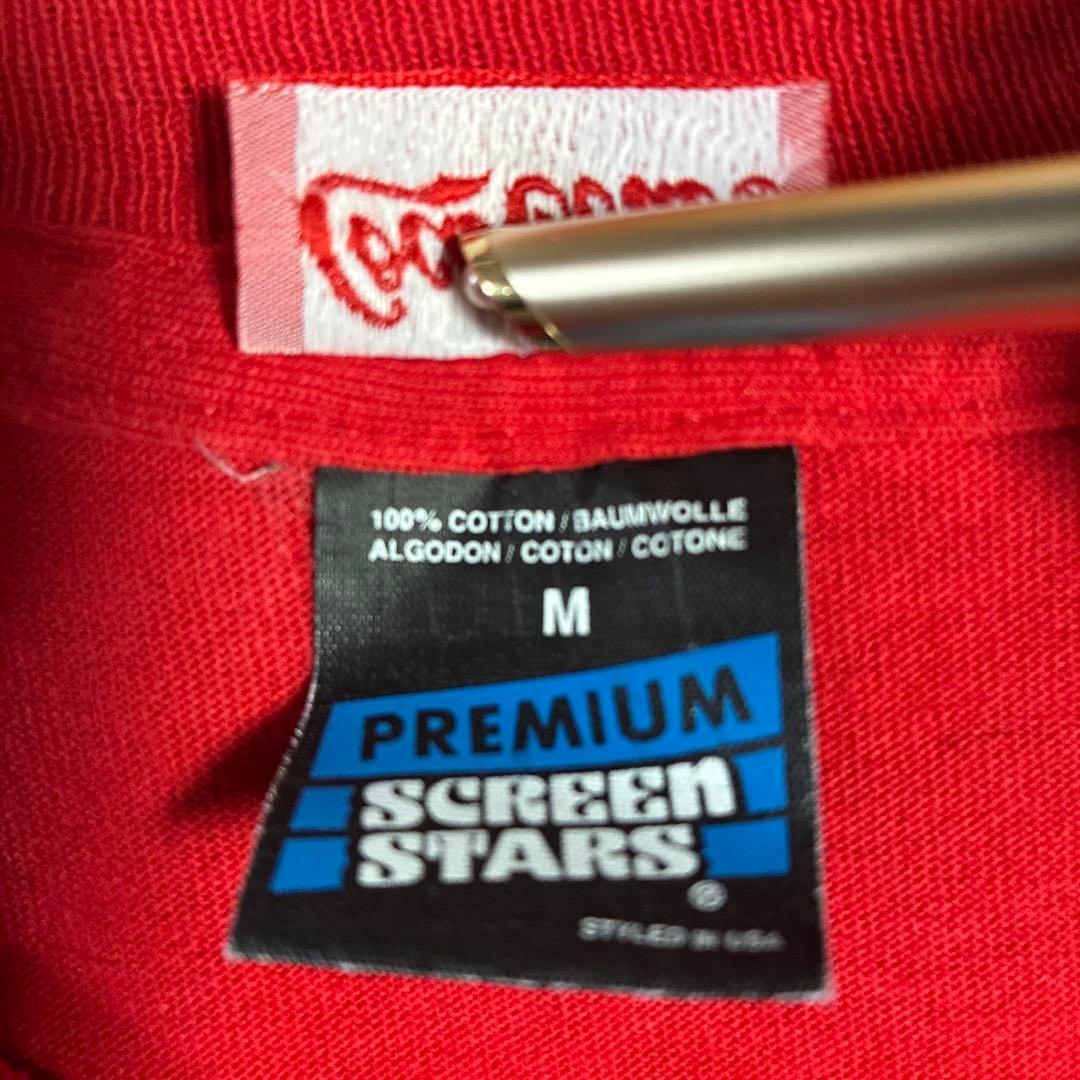 100% COTTON / BAUMWOLLE
ALGODON / COTON / COTONE
M
PREMIUM
SCREEN
STARS
®
STYLED IN USA